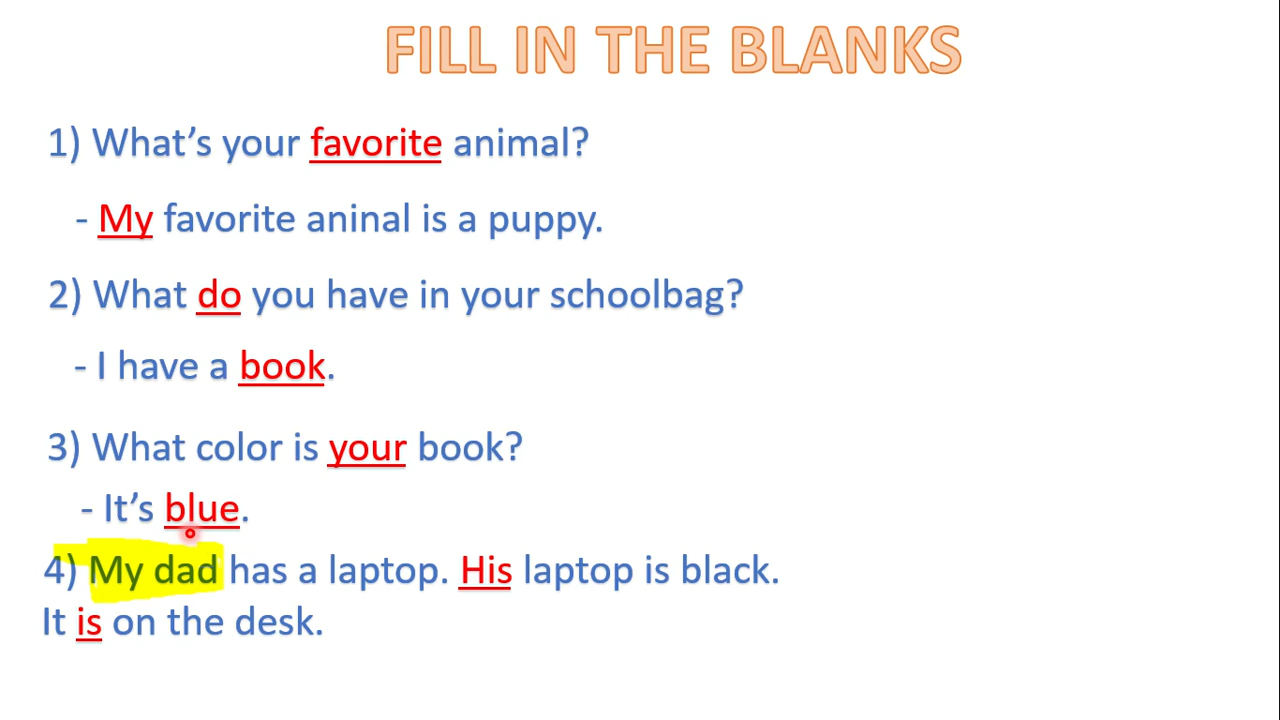 FILL IN THE BLANKS
1) What's your favorite animal?
- My favorite aninal is a puppy.
2) What do you have in your schoolbag?
- I have a book.
3) What color is your book?
- It's blue.
4) My dad has a laptop. His laptop is black.
It is on the desk.